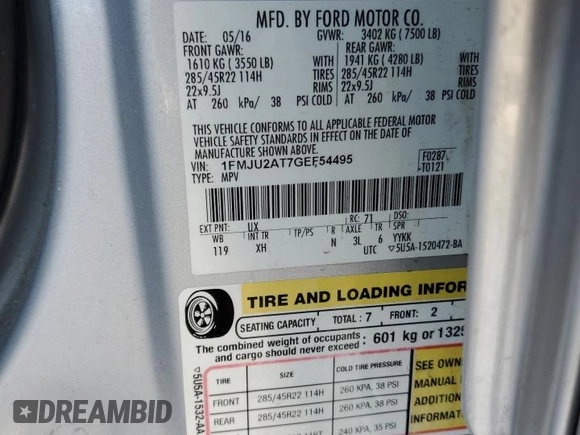 MFD. BY FORD MOTOR CO.
DATE: 05/16 GVWR: 3402 KG ( 7500 LB)
FRONT GAWR: REAR GAWR:
1610 KG ( 3550 LB) WITH 1941 KG ( 4280 LB) WITH
285/45R22 114H TIRES 285/45R22 114H TIRES
22x9.5J RIMS 22x9.5J RIMS
AT 260 kPa/ 38 PSI COLD AT 260 kPa/ 38 PSI COLD
THIS VEHICLE CONFORMS TO ALL APPLICABLE FEDERAL MOTOR
VEHICLE SAFETY STANDARDS IN EFFECT ON THE DATE OF
MANUFACTURE SHOWN ABOVE.
VIN: 1FMJU2AT7GEF54495
TYPE: MPV
F0287
T0121
EXT PNT: UX RC: 71 DSO:
WB INT TR TP/PS R AXLE TR SPR
119 XH 3L 6 YYKK
UTC ▽5U5A-1520472-BA
TIRE AND LOADING INFOR
SEATING CAPACITY TOTAL : 7 FRONT: 2
The combined weight of occupants
and cargo should never exceed: 601 kg or 1325
TIRE SIZE COLD TIRE PRESSURE
FRONT 285/45R22 114H 260 KPA, 38 PSI
REAR 285/45R22 114H 260 KPA, 38 PSI
240 KPA, 35 PSI
SEE OWN
MANUAL
ADDITION
INFORMAT
▽5U5A-1532-AA
DREAMBID